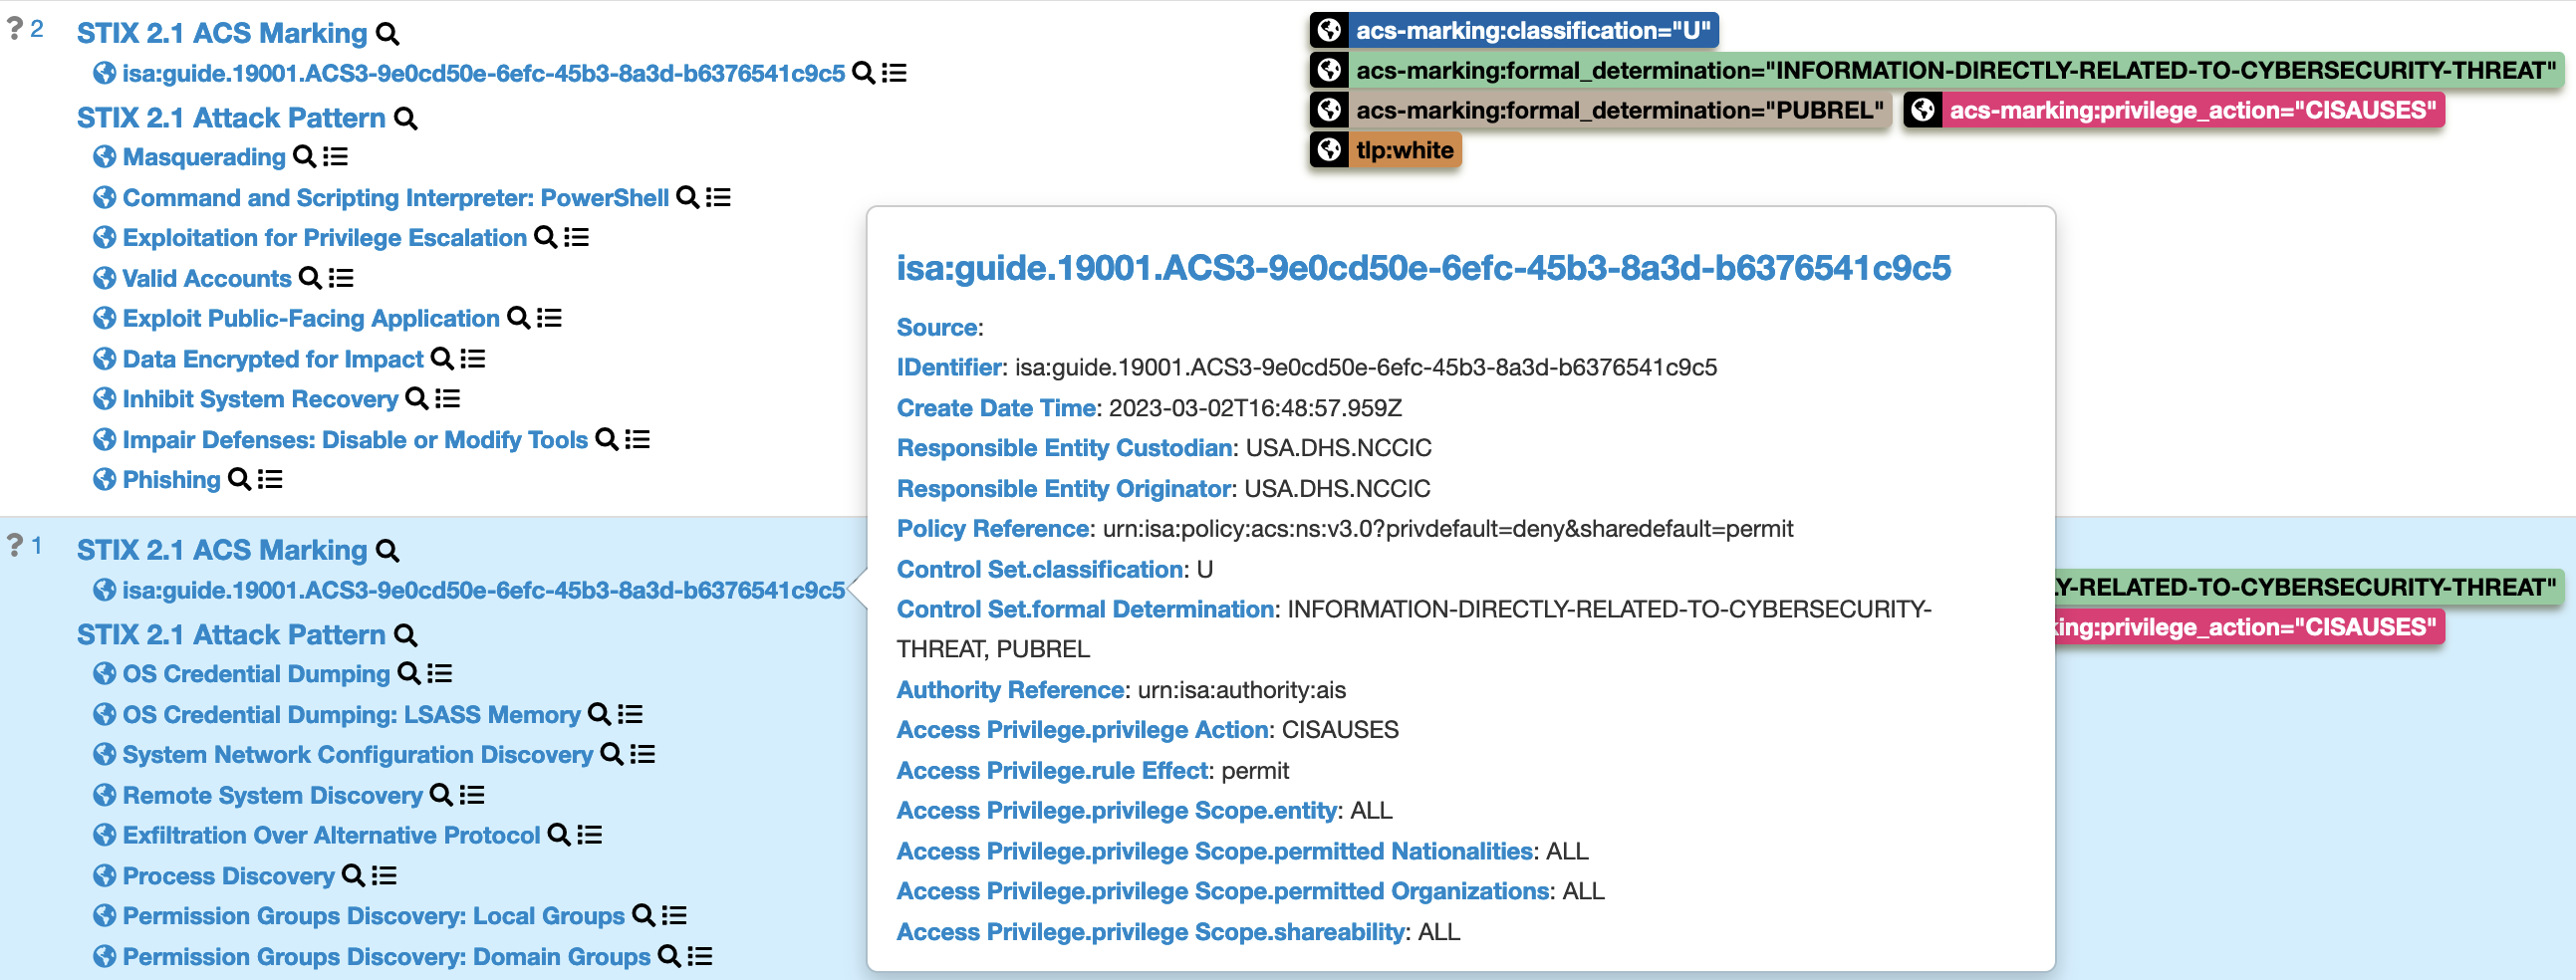 ? 2
STIX 2.1 ACS Marking
isa:guide.19001.ACS3-9e0cd50e-6efc-45b3-8a3d-b6376541c9c5
STIX 2.1 Attack Pattern
Masquerading
Command and Scripting Interpreter: PowerShell
Exploitation for Privilege Escalation
Valid Accounts
Exploit Public-Facing Application
Data Encrypted for Impact
Inhibit System Recovery
Impair Defenses: Disable or Modify Tools
Phishing
acs-marking:classification="U"
acs-marking:formal_determination="INFORMATION-DIRECTLY-RELATED-TO-CYBERSECURITY-THREAT"
acs-marking:formal_determination="PUBREL" acs-marking:privilege_action="CISAUSES"
tlp:white
? 1
STIX 2.1 ACS Marking
isa:guide.19001.ACS3-9e0cd50e-6efc-45b3-8a3d-b6376541c9c5
STIX 2.1 Attack Pattern
OS Credential Dumping
OS Credential Dumping: LSASS Memory
System Network Configuration Discovery
Remote System Discovery
Exfiltration Over Alternative Protocol
Process Discovery
Permission Groups Discovery: Local Groups
Permission Groups Discovery: Domain Groups
isa:guide.19001.ACS3-9e0cd50e-6efc-45b3-8a3d-b6376541c9c5
Source:
IDentifier: isa:guide.19001.ACS3-9e0cd50e-6efc-45b3-8a3d-b6376541c9c5
Create Date Time: 2023-03-02T16:48:57.959Z
Responsible Entity Custodian: USA.DHS.NCCIC
Responsible Entity Originator: USA.DHS.NCCIC
Policy Reference: urn:isa:policy:acs:ns:v3.0?privdefault=deny&sharedefault=permit
Control Set.classification: U
Control Set.formal Determination: INFORMATION-DIRECTLY-RELATED-TO-CYBERSECURITY-
THREAT, PUBREL
Authority Reference: urn:isa:authority:ais
Access Privilege.privilege Action: CISAUSES
Access Privilege.rule Effect: permit
Access Privilege.privilege Scope.entity: ALL
Access Privilege.privilege Scope.permitted Nationalities: ALL
Access Privilege.privilege Scope.permitted Organizations: ALL
Access Privilege.privilege Scope.shareability: ALL
Y-RELATED-TO-CYBERSECURITY-THREAT"
king:privilege_action="CISAUSES"